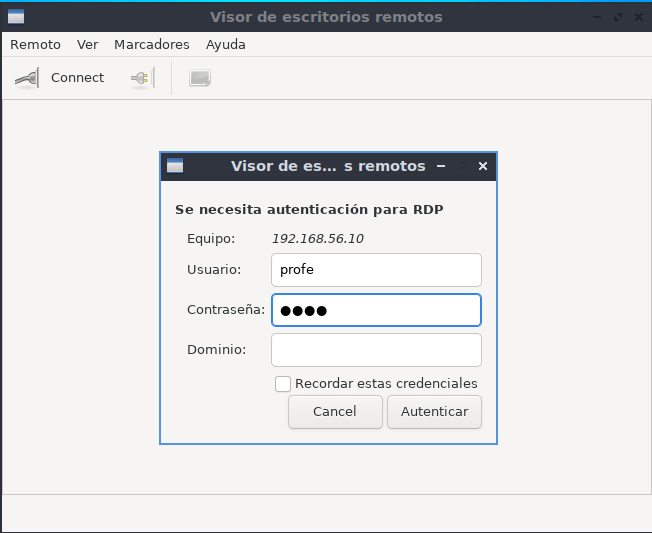 Visor de escritorios remotos
Remoto Ver Marcadores Ayuda
Connect
Visor de es... s remotos
Se necesita autenticación para RDP
Equipo: 192.168.56.10
Usuario: profe
Contraseña: ●●●●
Dominio:
Recordar estas credenciales
Cancel Autenticar